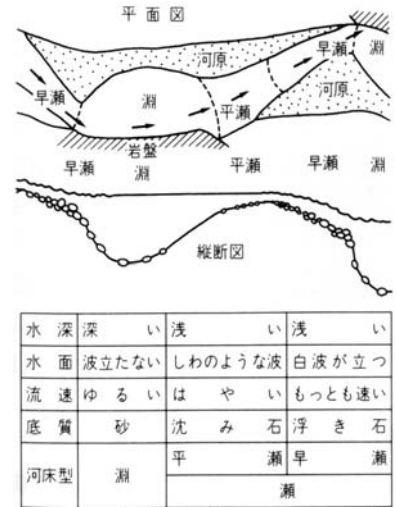 平面図
河原
早瀬
淵
早瀬
淵
平瀬
河原
岩盤
早瀬 淵 平瀬 早瀬 淵
縦断図
水深 深い 浅い 浅い
水面 波立たない しわのような波 白波が立つ
流速 ゆるい はやい もっとも速い
底質 砂 沈み石 浮き石
河床型 淵 平瀬 早瀬
瀬